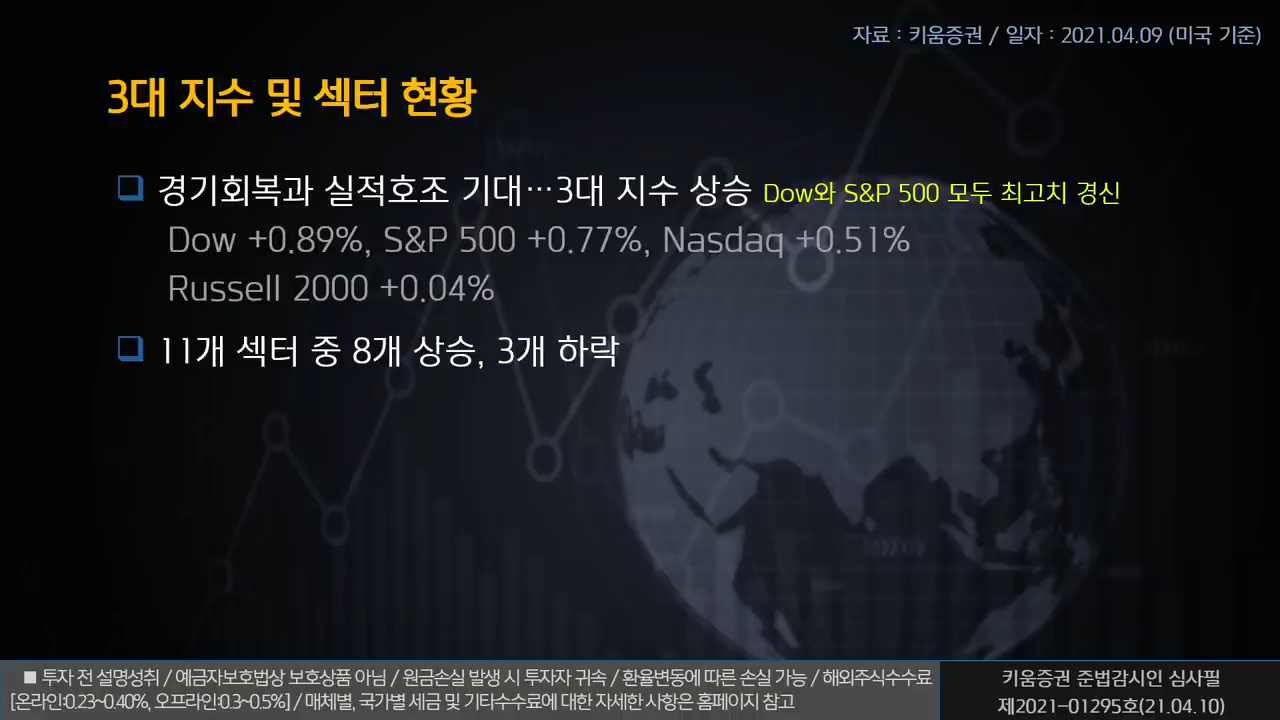 자료 : 키움증권 / 일자 : 2021.04.09 (미국 기준)
3대 지수 및 섹터 현황
❑ 경기회복과 실적호조 기대…3대 지수 상승 Dow와 S&P 500 모두 최고치 경신
Dow +0.89%, S&P 500 +0.77%, Nasdaq +0.51%
Russell 2000 +0.04%
❑ 11개 섹터 중 8개 상승, 3개 하락
■ 투자 전 설명성취 / 예금자보호법상 보호상품 아님 / 원금손실 발생 시 투자자 귀속 / 환율변동에 따른 손실 가능 / 해외주식수수료
[온라인:0.23~0.40%, 오프라인:0.3~0.5%] / 매체별, 국가별 세금 및 기타수수료에 대한 자세한 사항은 홈페이지 참고
키움증권 준법감시인 심사필
제2021-01295호(21.04.10)